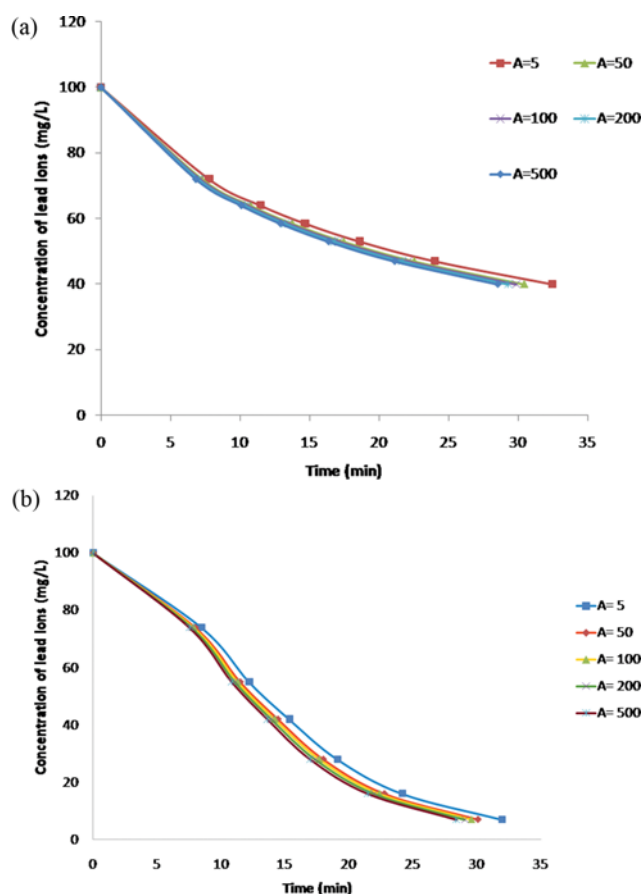 (a)
120
100
80
60
40
20
0
Concentration of lead ions (mg/L)
A=5 A=50
A=100 A=200
A=500
0 5 10 15 20 25 30 35
Time (min)
(b)
120
100
80
60
40
20
0
Concentration of lead ions (mg/L)
A= 5
A= 50
A= 100
A= 200
A= 500
0 5 10 15 20 25 30 35
Time (min)